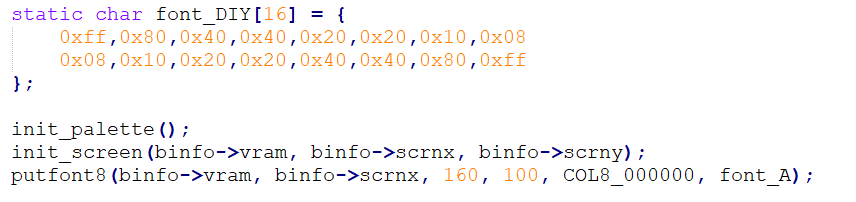 static char font_DIY[16] = {
    0xff,0x80,0x40,0x40,0x20,0x20,0x10,0x08
    0x08,0x10,0x20,0x20,0x40,0x40,0x80,0xff
};

init_palette();
init_screen(binfo->vram, binfo->scrnx, binfo->scrny);
putfont8(binfo->vram, binfo->scrnx, 160, 100, COL8_000000, font_A);